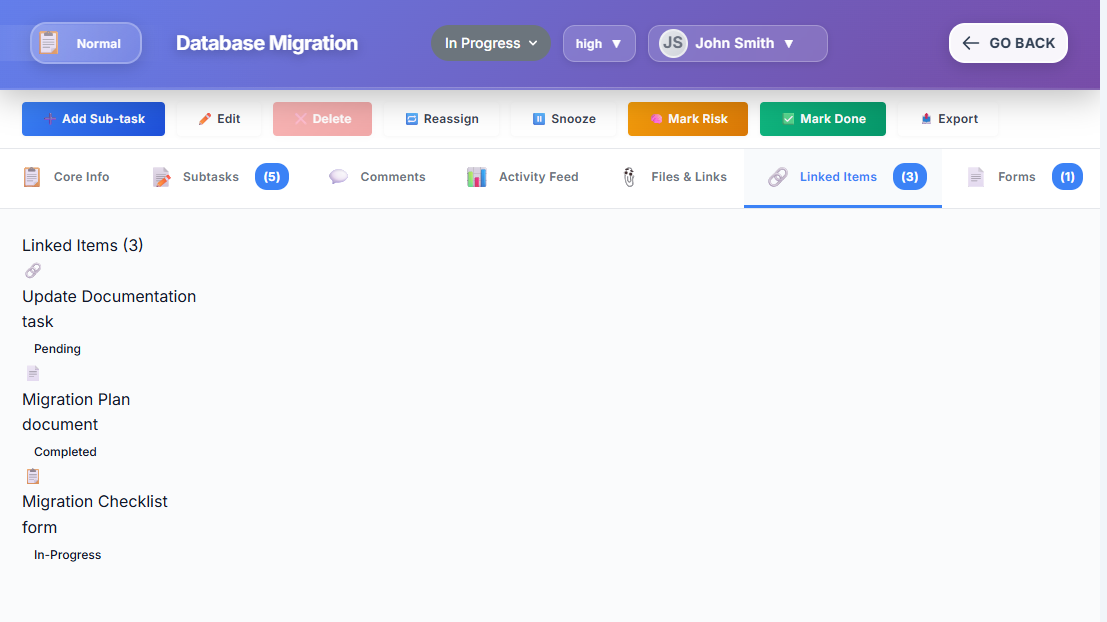 Normal
Database Migration
In Progress
high ▼
JS John Smith ▼
← GO BACK
Add Sub-task
Edit
Delete
Reassign
Snooze
Mark Risk
Mark Done
Export
Core Info
Subtasks (5)
Comments
Activity Feed
Files & Links
Linked Items (3)
Forms (1)
Linked Items (3)
Update Documentation
task
Pending
Migration Plan
document
Completed
Migration Checklist
form
In-Progress